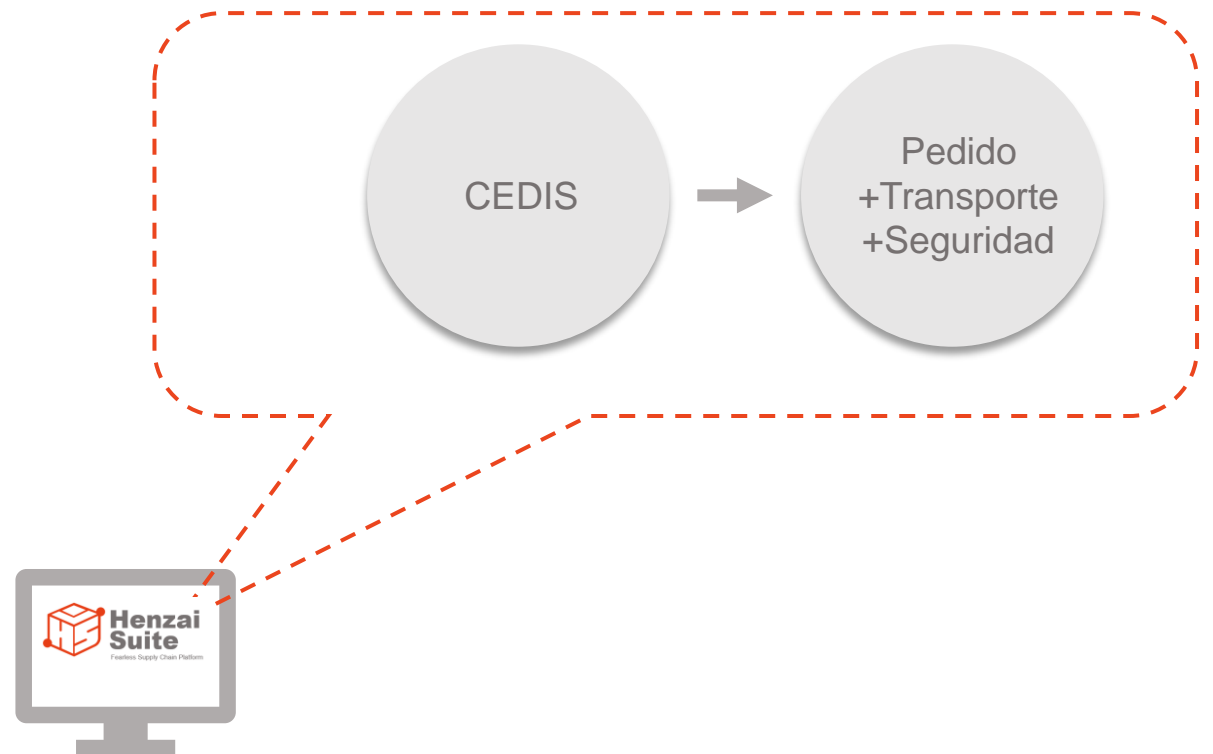 CEDIS
Pedido
+Transporte
+Seguridad
Henzai
Suite
Fearless Supply Chain Platform